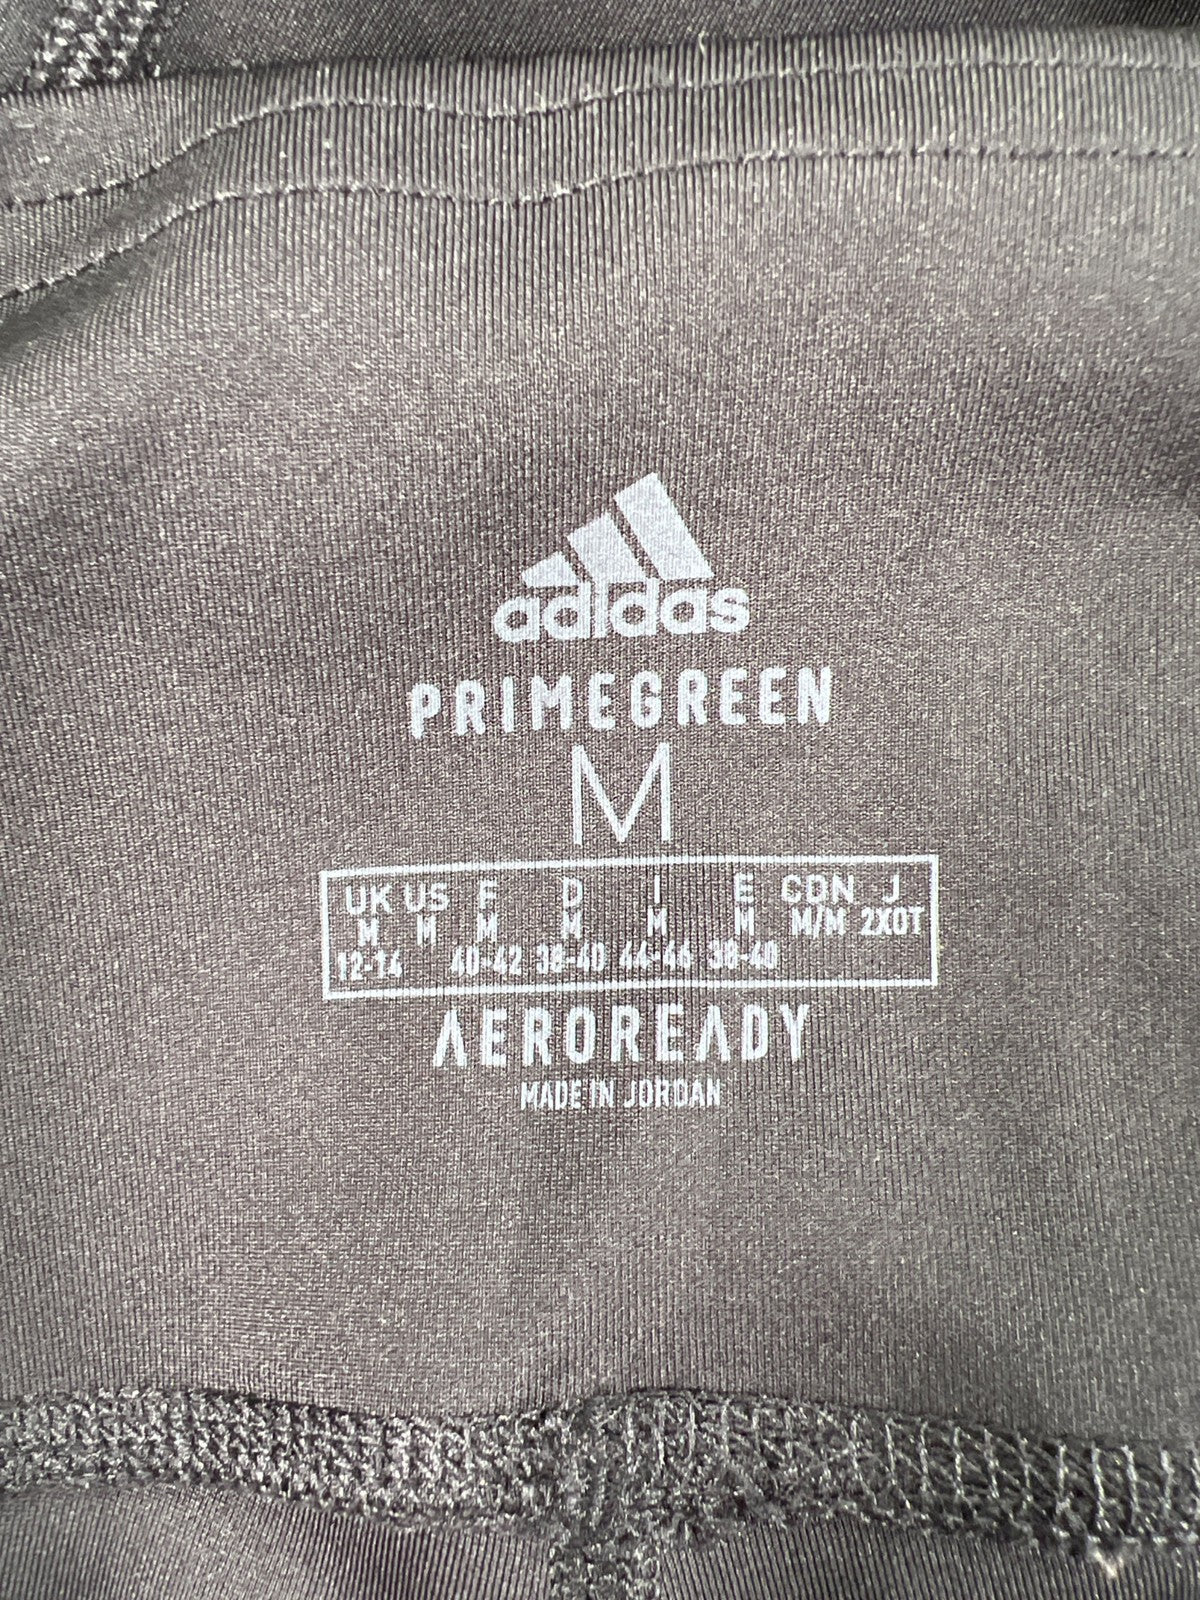 adidas
PRIMEGREEN
M
UK US F D I E CDN J
M M M M M M M/M 2XOT
12-14 40-42 38-40 44-46 38-40
AEROREADY
MADE IN JORDAN